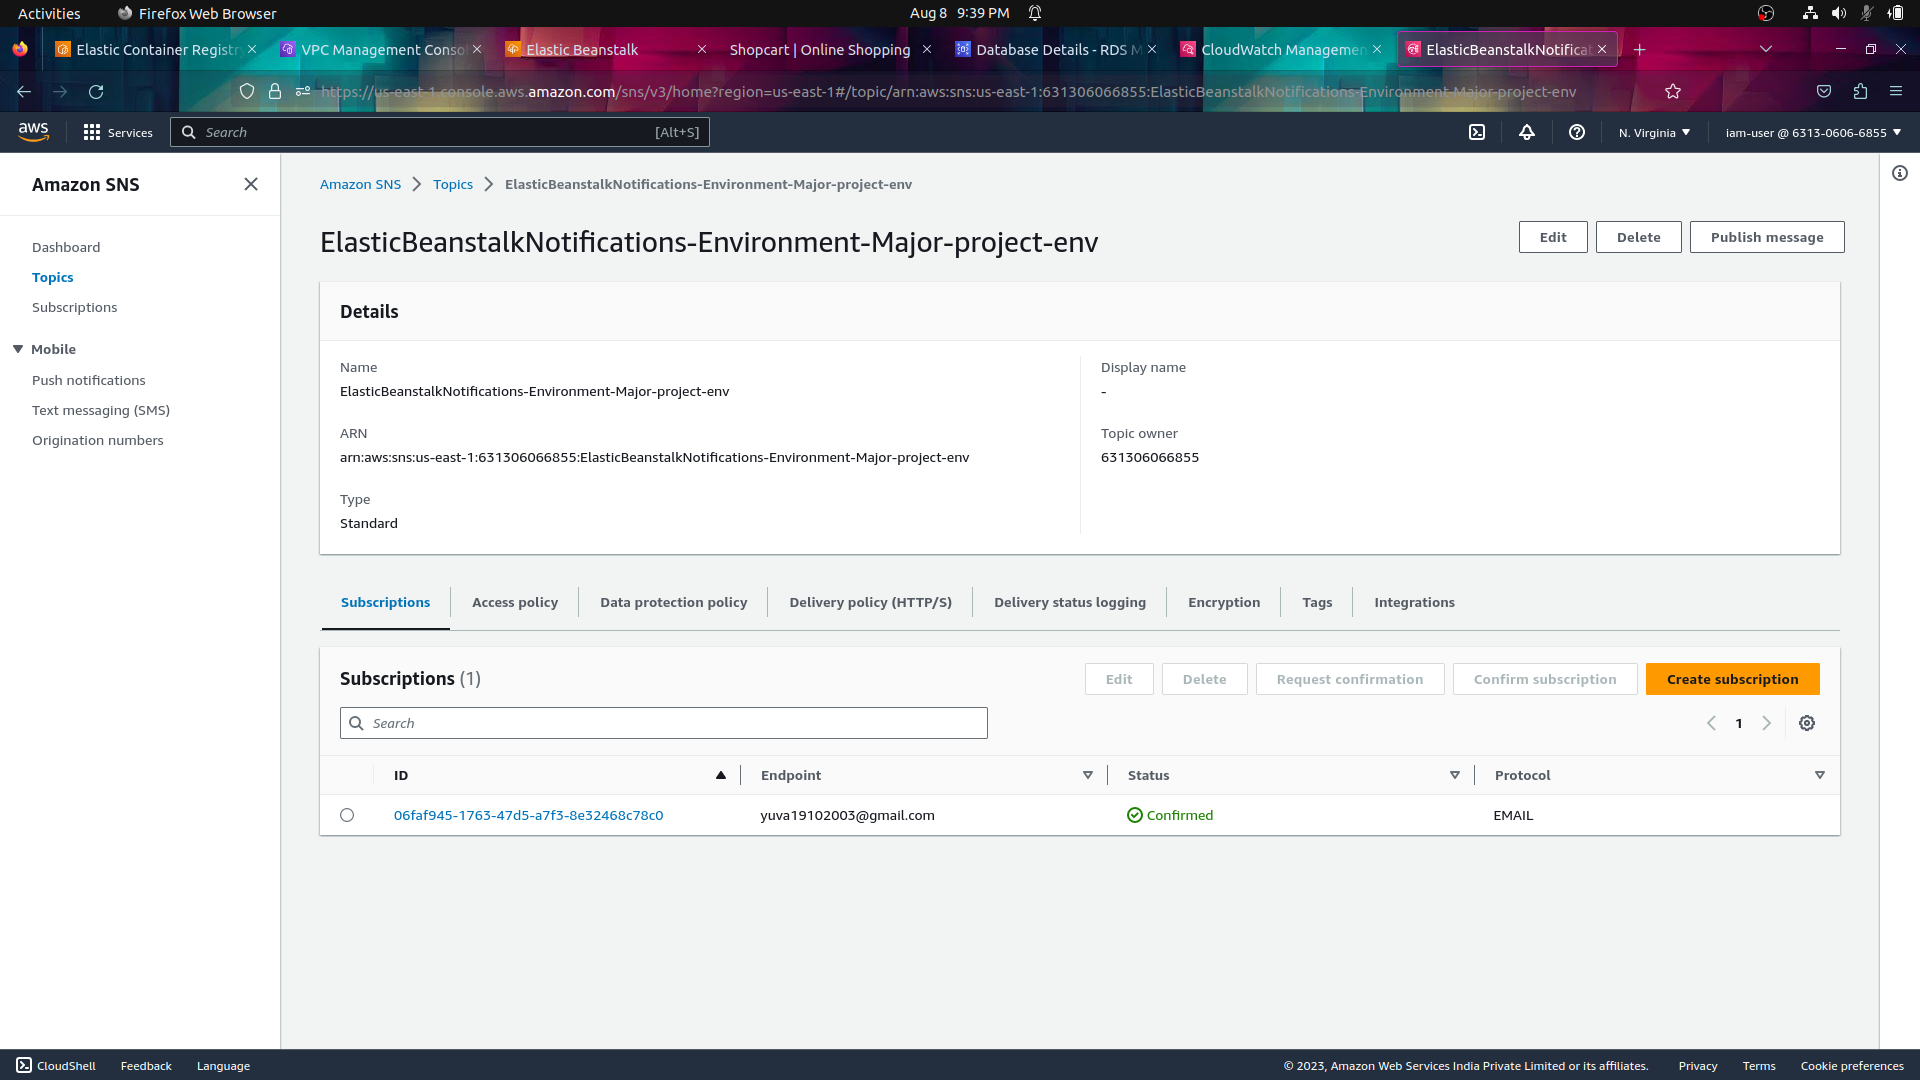 Activities Firefox Web Browser Aug 8 9:39 PM
Elastic Container Registr VPC Management Conso Elastic Beanstalk Shopcart | Online Shopping Database Details - RDS M CloudWatch Managemen ElasticBeanstalkNotificat
https://us-east-1.console.aws.amazon.com/sns/v3/home?region=us-east-1#/topic/arn:aws:sns:us-east-1:631306066855:ElasticBeanstalkNotifications-Environment-Major-project-env
aws Services Search [Alt+S] N. Virginia iam-user @ 6313-0606-6855
Amazon SNS
Dashboard
Topics
Subscriptions
Mobile
Push notifications
Text messaging (SMS)
Origination numbers
Amazon SNS Topics ElasticBeanstalkNotifications-Environment-Major-project-env
ElasticBeanstalkNotifications-Environment-Major-project-env
Edit Delete Publish message
Details
Name
ElasticBeanstalkNotifications-Environment-Major-project-env
ARN
arn:aws:sns:us-east-1:631306066855:ElasticBeanstalkNotifications-Environment-Major-project-env
Type
Standard
Display name
-
Topic owner
631306066855
Subscriptions Access policy Data protection policy Delivery policy (HTTP/S) Delivery status logging Encryption Tags Integrations
Subscriptions (1)
Edit Delete Request confirmation Confirm subscription Create subscription
Search
1
ID Endpoint Status Protocol
06faf945-1763-47d5-a7f3-8e32468c78c0 yuva19102003@gmail.com Confirmed EMAIL
CloudShell Feedback Language © 2023, Amazon Web Services India Private Limited or its affiliates. Privacy Terms Cookie preferences